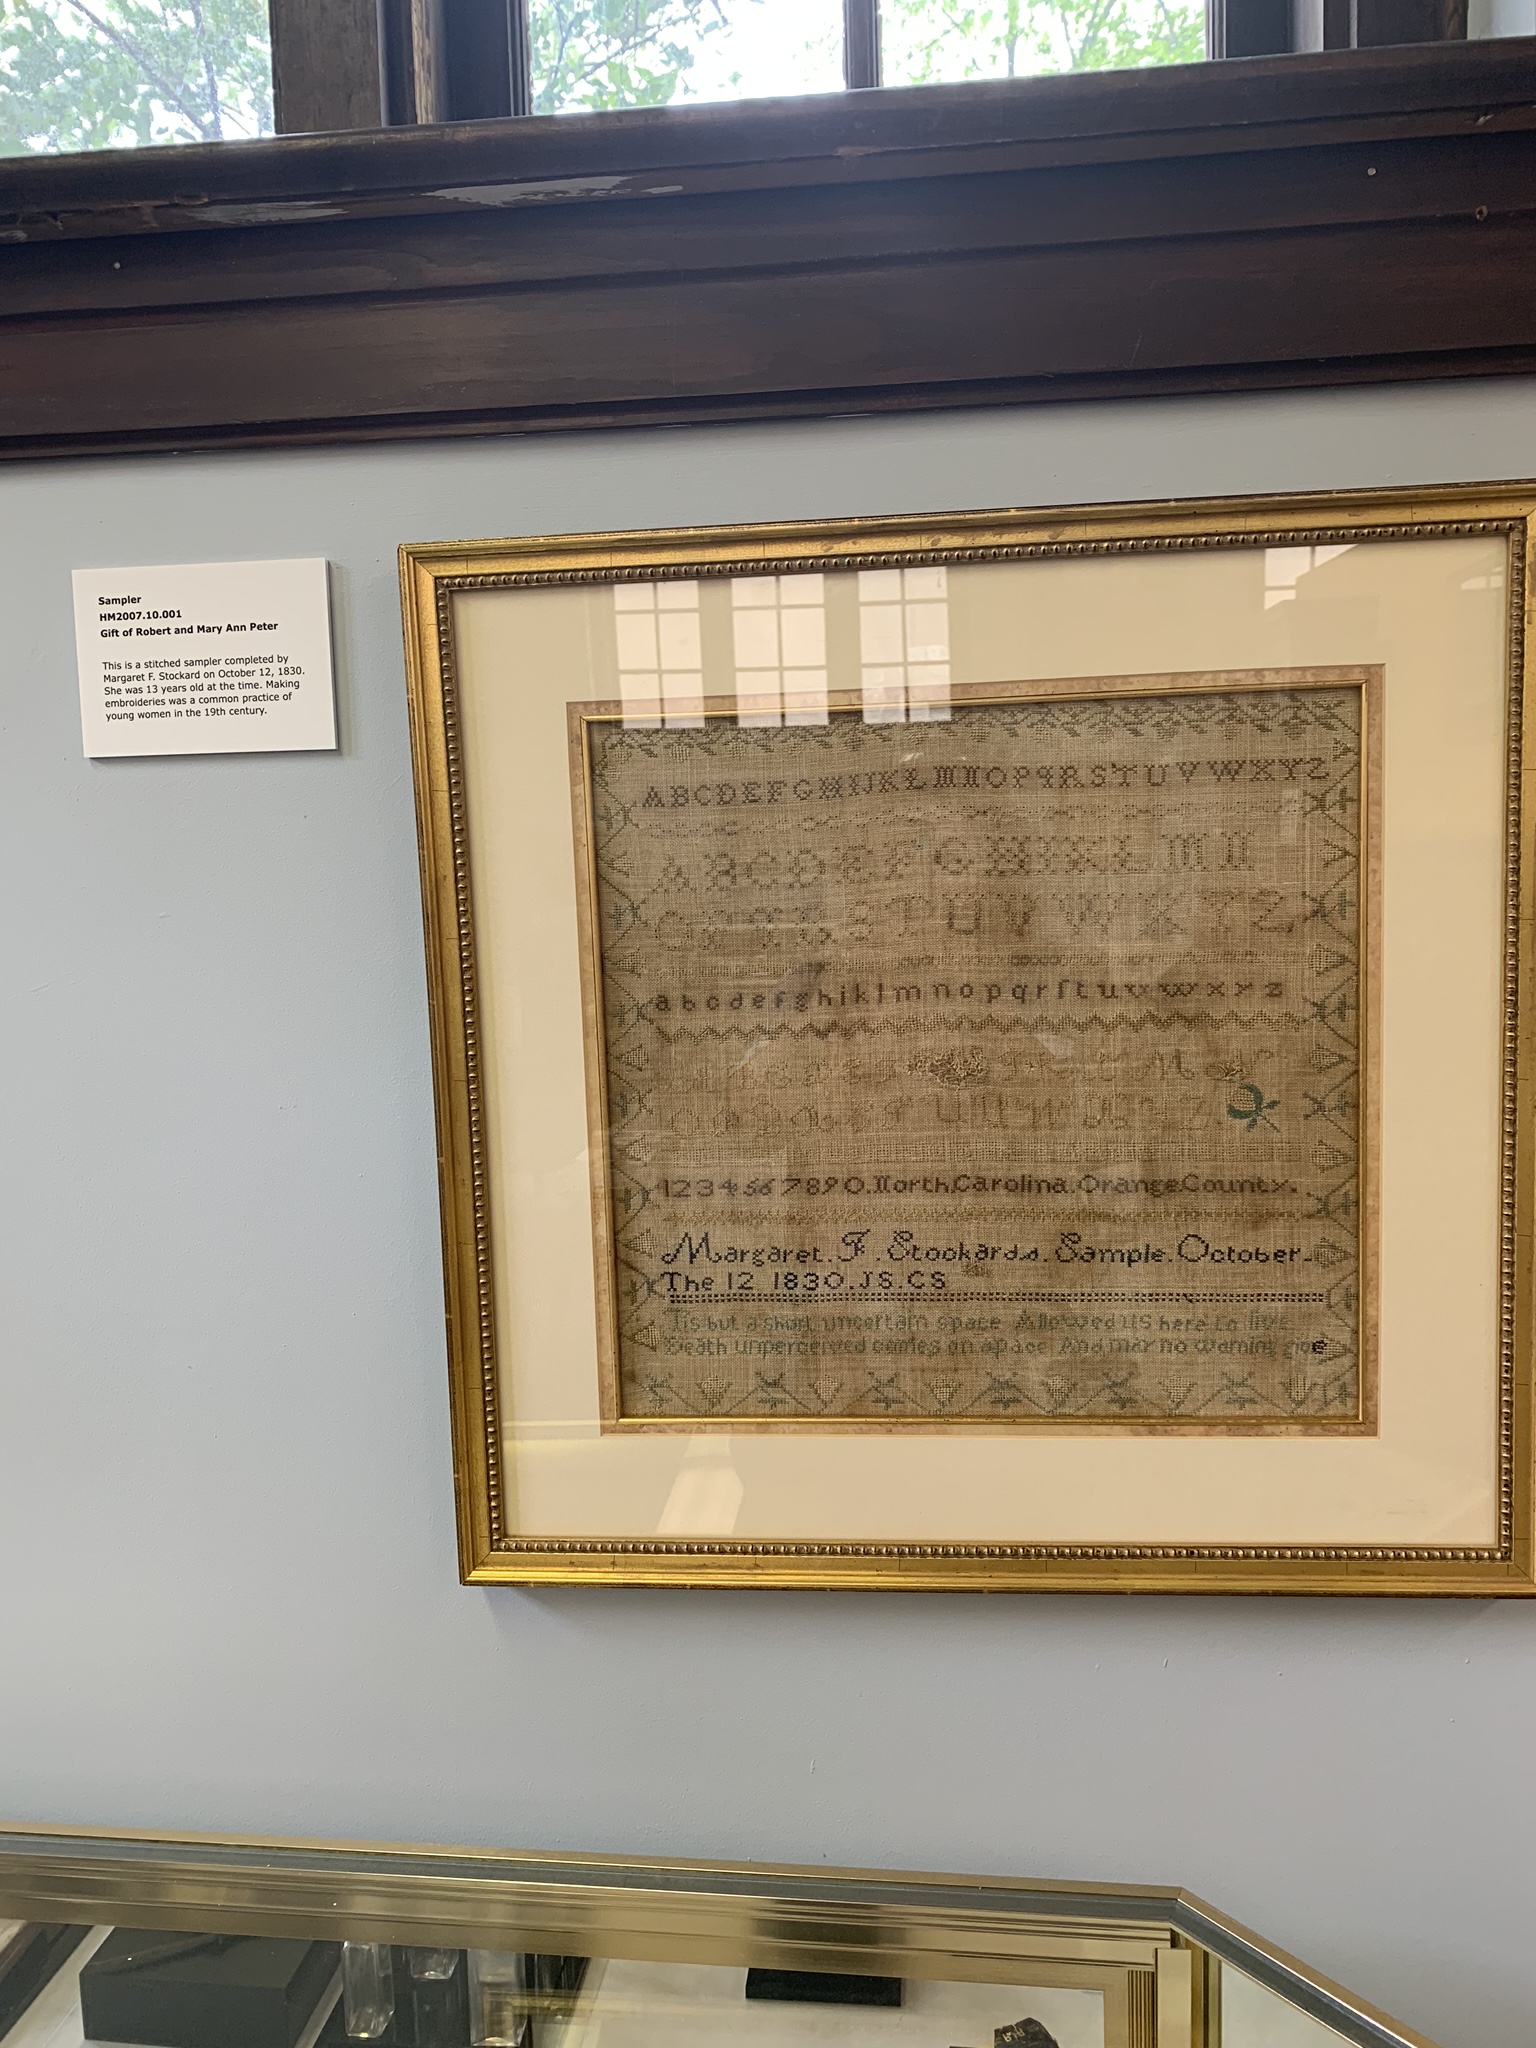 Sampler
HM2007.10.001
Gift of Robert and Mary Ann Peter
This is a stitched sampler completed by
Margaret F. Stockard on October 12, 1830.
She was 13 years old at the time. Making
embroideries was a common practice of
young women in the 19th century.
ABCDEFGHIJKLMNOPqRSTUVWXYZ
ABCDEFGHIKLMN
OPQRSTUVWXYZ
abcdefghiklmnopqrſtuvwxyz
1234567890.North.Carolina.Orange.County.
Margaret. F. Stockards. Sample. October.
The 12 1830.JS.CS
Tis but a short uncertain space Allowed us here to live
Death unperceived comes on apace And may no warning give